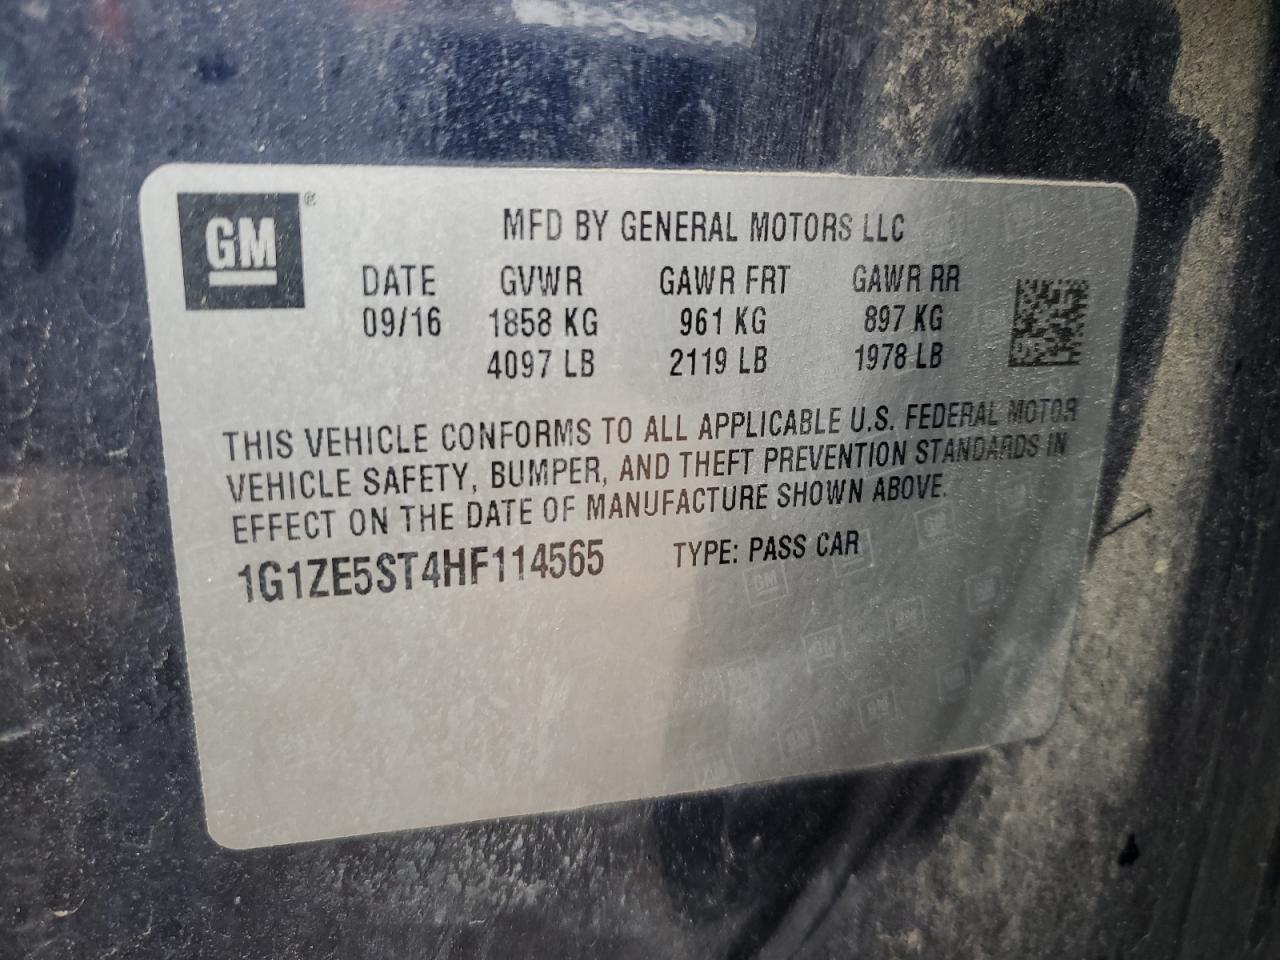 GM®
MFD BY GENERAL MOTORS LLC
DATE GVWR GAWR FRT GAWR RR
09/16 1858 KG 961 KG 897 KG
4097 LB 2119 LB 1978 LB
THIS VEHICLE CONFORMS TO ALL APPLICABLE U.S. FEDERAL MOTOR
VEHICLE SAFETY, BUMPER, AND THEFT PREVENTION STANDARDS IN
EFFECT ON THE DATE OF MANUFACTURE SHOWN ABOVE.
1G1ZE5ST4HF114565 TYPE: PASS CAR